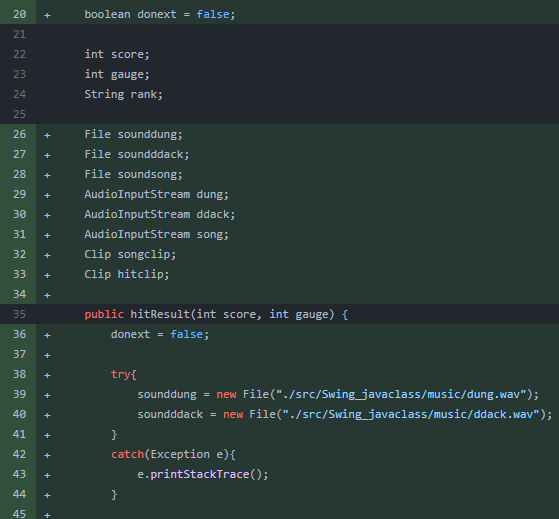 20 + boolean donext = false;
21
22 int score;
23 int gauge;
24 String rank;
25
26 + File sounddung;
27 + File soundddack;
28 + File soundsong;
29 + AudioInputStream dung;
30 + AudioInputStream ddack;
31 + AudioInputStream song;
32 + Clip songclip;
33 + Clip hitclip;
34 +
35 public hitResult(int score, int gauge) {
36 + donext = false;
37 +
38 + try{
39 + sounddung = new File("./src/Swing_javaclass/music/dung.wav");
40 + soundddack = new File("./src/Swing_javaclass/music/ddack.wav");
41 + }
42 + catch(Exception e){
43 + e.printStackTrace();
44 + }
45 +